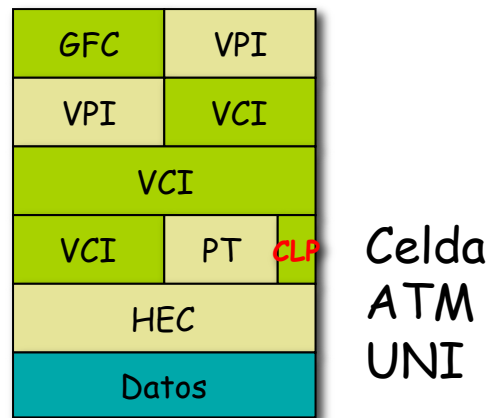 GFC VPI
VPI VCI
VCI
VCI PT CLP
HEC
Datos
Celda
ATM
UNI